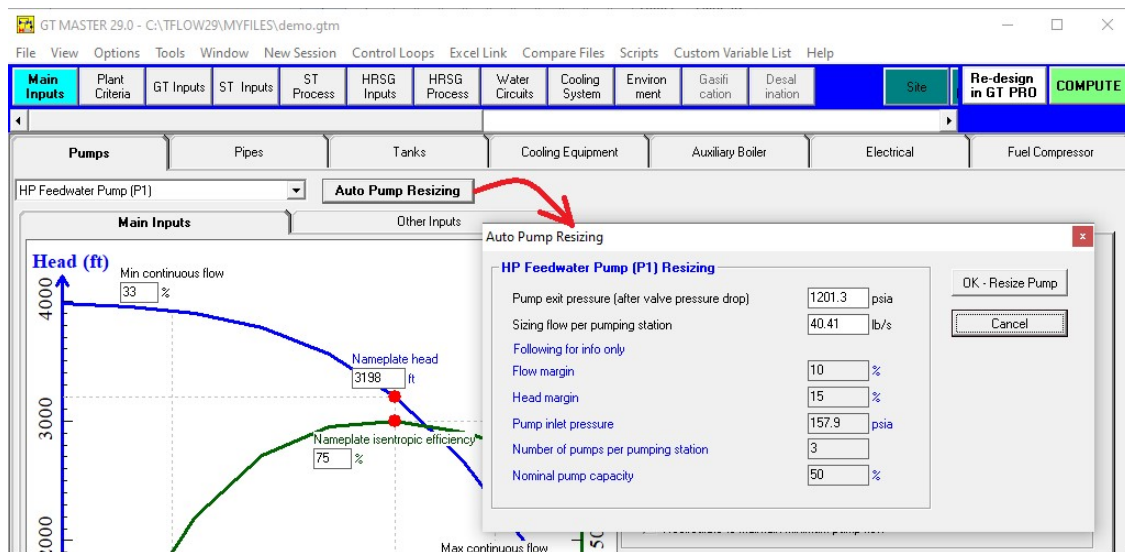 GT MASTER 29.0 - C:\TFLOW29\MYFILES\demo.gtm
File View Options Tools Window New Session Control Loops Excel Link Compare Files Scripts Custom Variable List Help
Main Inputs
Plant Criteria
GT Inputs
ST Inputs
ST Process
HRSG Inputs
HRSG Process
Water Circuits
Cooling System
Environ ment
Gasifi cation
Desal ination
Site
Re-design in GT PRO
COMPUTE
Pumps Pipes Tanks Cooling Equipment Auxiliary Boiler Electrical Fuel Compressor
HP Feedwater Pump (P1)
Auto Pump Resizing
Main Inputs Other Inputs
Head (ft)
Min continuous flow
33 %
4000
Nameplate head
3198 ft
3000
Nameplate isentropic efficiency
75 %
2000
Max continuous flow
50
Auto Pump Resizing
x
HP Feedwater Pump (P1) Resizing
Pump exit pressure (after valve pressure drop) 1201.3 psia
Sizing flow per pumping station 40.41 lb/s
Following for info only
Flow margin 10 %
Head margin 15 %
Pump inlet pressure 157.9 psia
Number of pumps per pumping station 3
Nominal pump capacity 50 %
OK - Resize Pump
Cancel